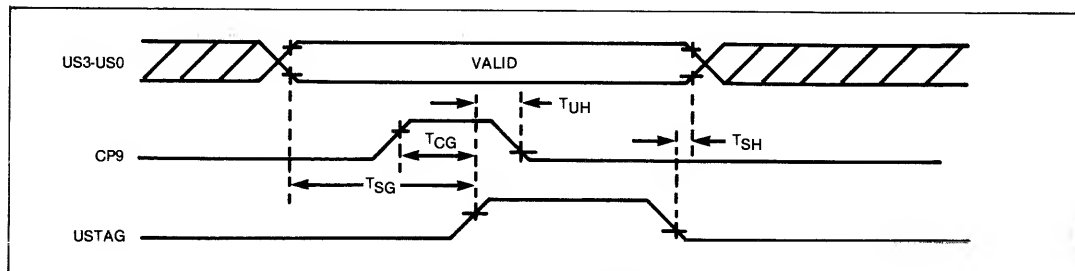 US3-US0
VALID
TUH
TCG
TSH
CP9
TSG
USTAG